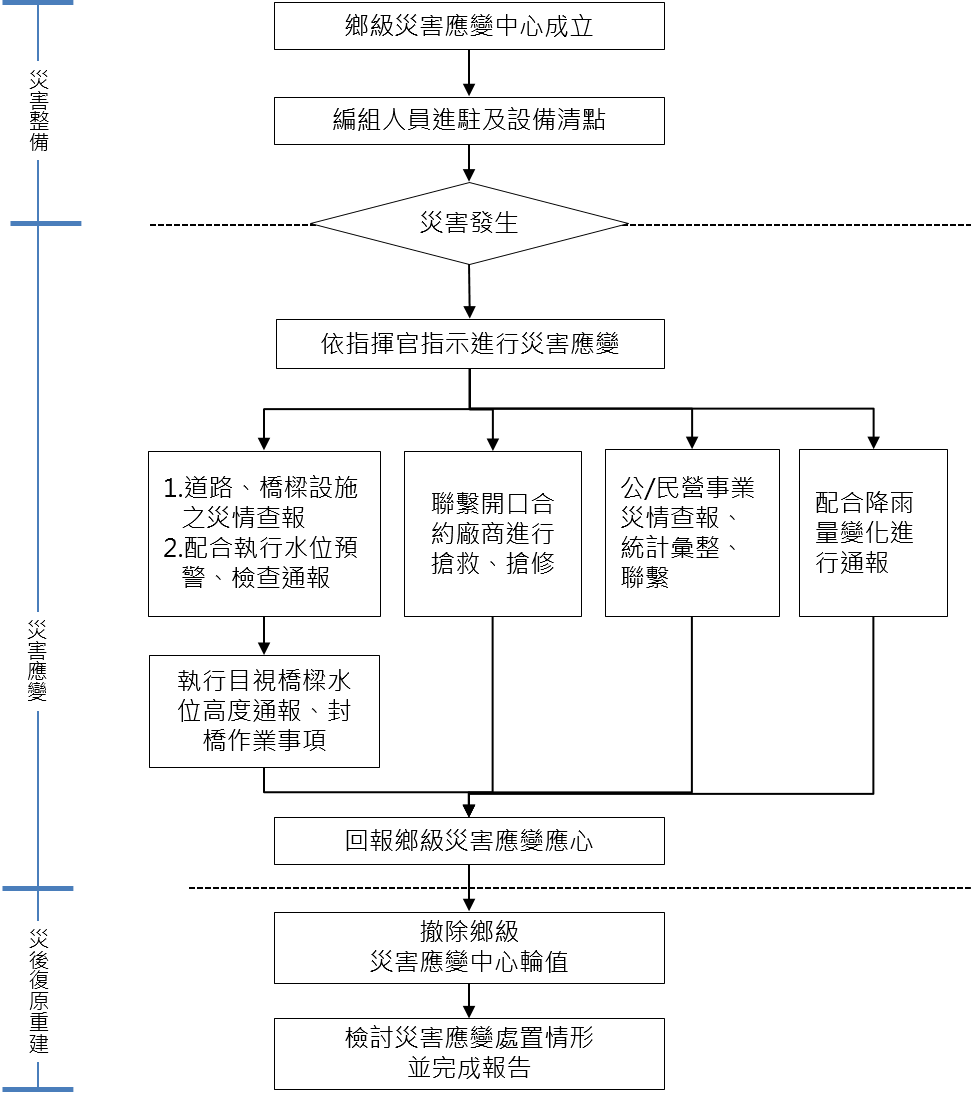 鄉級災害應變中心成立
災害整備
編組人員進駐及設備清點
災害發生
依指揮官指示進行災害應變
1.道路、橋樑設施
之災情查報
2.配合執行水位預
警、檢查通報
聯繫開口合
約廠商進行
搶救、搶修
公/民營事業
災情查報、
統計彙整、
聯繫
配合降雨
量變化進
行通報
災害應變
執行目視橋樑水
位高度通報、封
橋作業事項
回報鄉級災害應變應心
災後復原重建
撤除鄉級
災害應變中心輪值
檢討災害應變處置情形
並完成報告